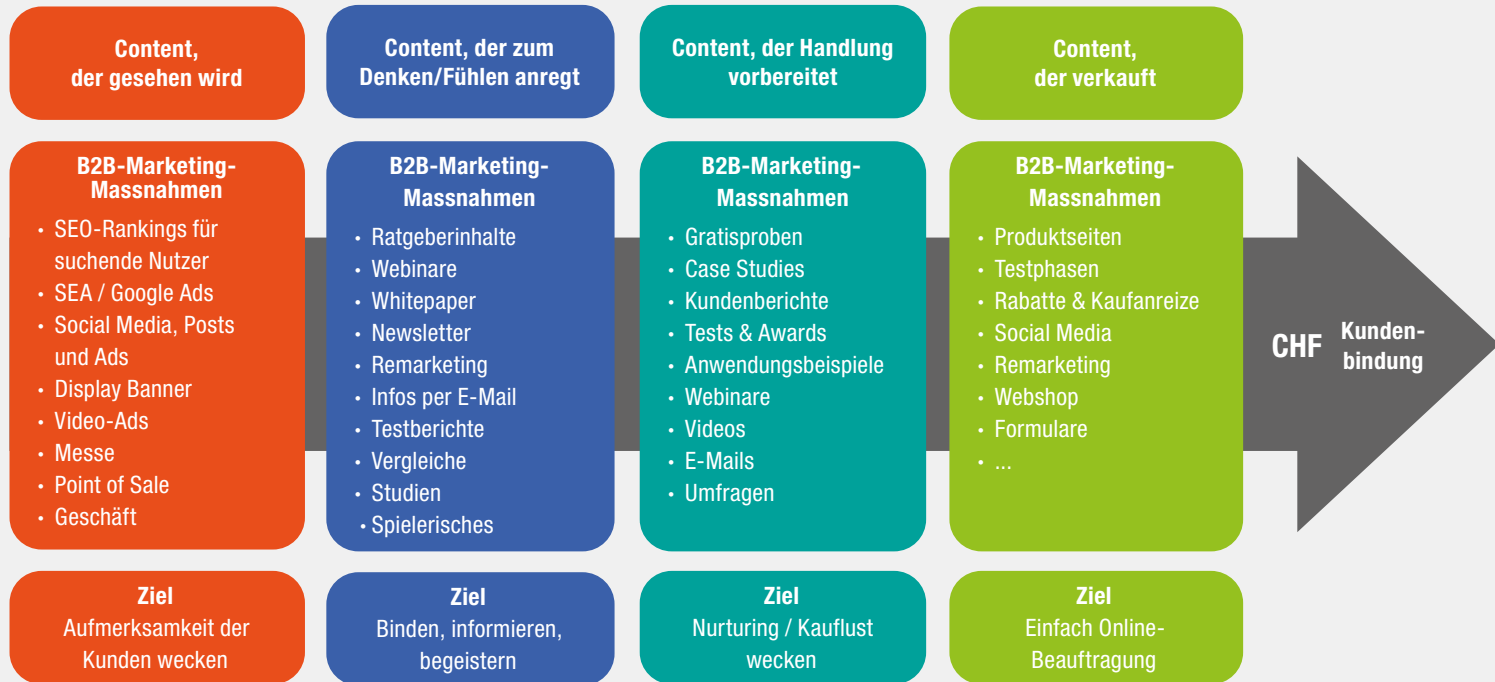 Content,
der gesehen wird
Content, der zum
Denken/Fühlen anregt
Content, der Handlung
vorbereitet
Content,
der verkauft
B2B-Marketing-
Massnahmen
• SEO-Rankings für
suchende Nutzer
• SEA / Google Ads
• Social Media, Posts
und Ads
• Display Banner
• Video-Ads
• Messe
• Point of Sale
• Geschäft
B2B-Marketing-
Massnahmen
• Ratgeberinhalte
• Webinare
• Whitepaper
• Newsletter
• Remarketing
• Infos per E-Mail
• Testberichte
• Vergleiche
• Studien
• Spielerisches
B2B-Marketing-
Massnahmen
• Gratisproben
• Case Studies
• Kundenberichte
• Tests & Awards
• Anwendungsbeispiele
• Webinare
• Videos
• E-Mails
• Umfragen
B2B-Marketing-
Massnahmen
• Produktseiten
• Testphasen
• Rabatte & Kaufanreize
• Social Media
• Remarketing
• Webshop
• Formulare
• ...
CHF
Kunden-
bindung
Ziel
Aufmerksamkeit der
Kunden wecken
Ziel
Binden, informieren,
begeistern
Ziel
Nurturing / Kauflust
wecken
Ziel
Einfach Online-
Beauftragung